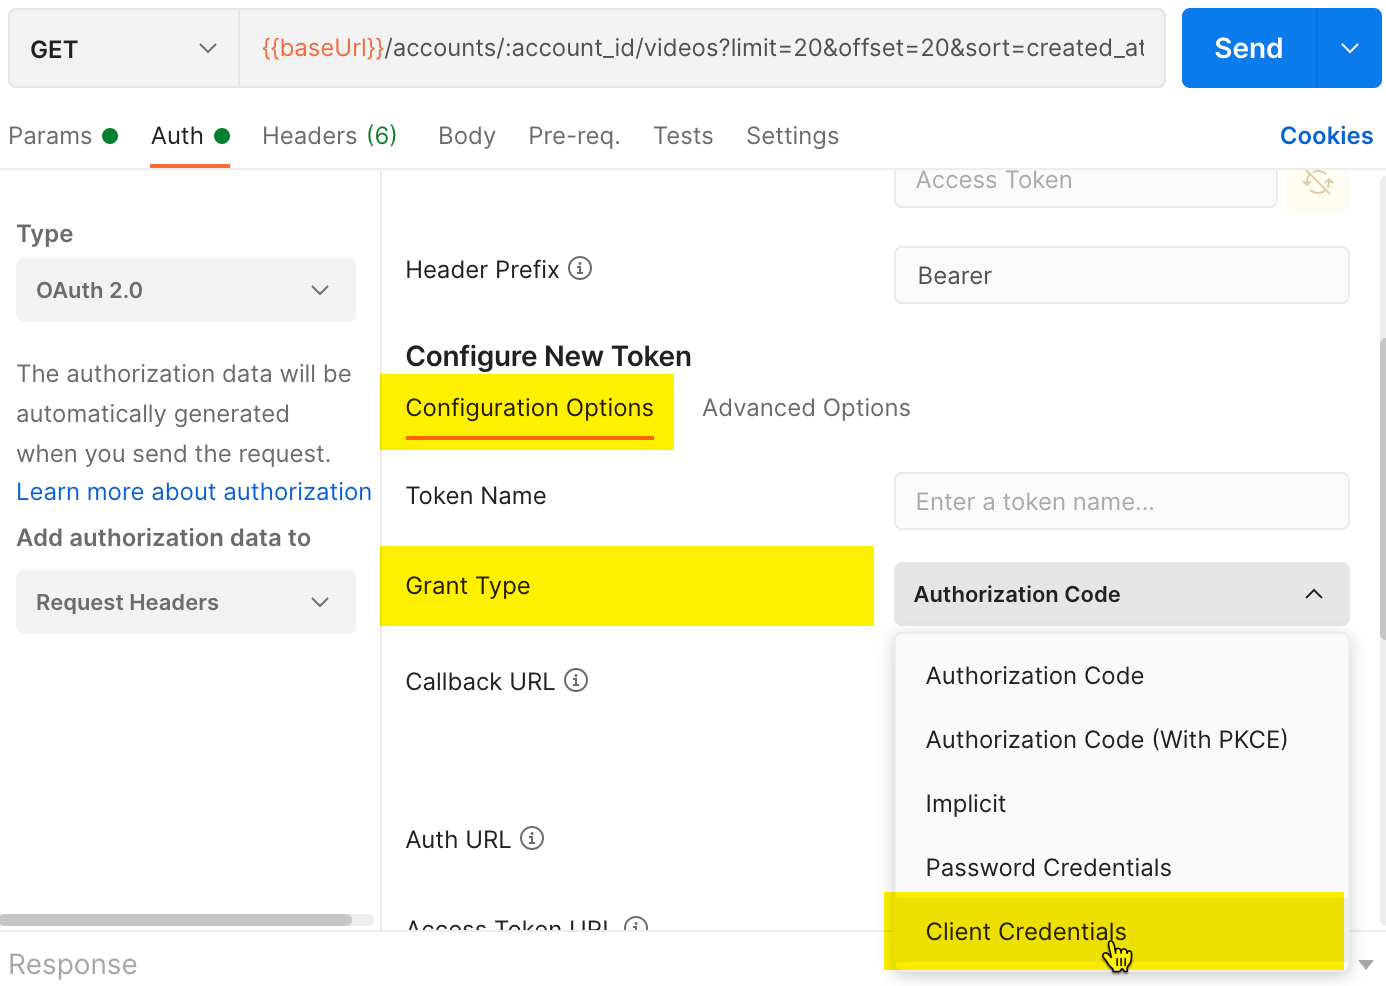 GET
{{baseUrl}}/accounts/:account_id/videos?limit=20&offset=20&sort=created_at
Send
Params
Auth
Headers (6)
Body
Pre-req.
Tests
Settings
Cookies
Type
OAuth 2.0
The authorization data will be
automatically generated
when you send the request.
Learn more about authorization
Add authorization data to
Request Headers
Access Token
Header Prefix
Bearer
Configure New Token
Configuration Options
Advanced Options
Token Name
Enter a token name...
Grant Type
Authorization Code
Authorization Code
Authorization Code (With PKCE)
Implicit
Password Credentials
Client Credentials
Callback URL
Auth URL
Access Token URL
Response